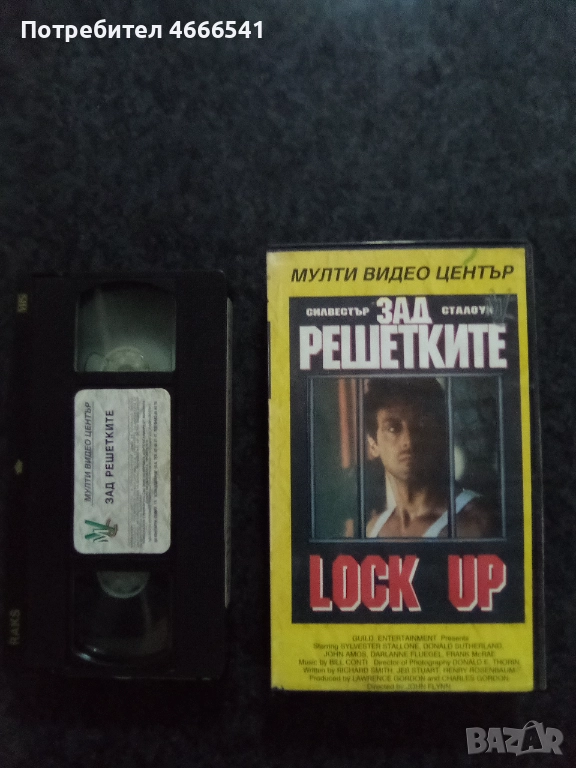 Потребител 4666541
VHS
RAKS
МУЛТИ ВИДЕО ЦЕНТЪР
ЗАД РЕШЕТКИТЕ
МУЛТИ ВИДЕО ЦЕНТЪР
СИЛВЕСТЪР ЗАД СТАЛОУН
РЕШЕТКИТЕ
LOCK UP
GUILD ENTERTAINMENT Presents
Starring SYLVESTER STALLONE, DONALD SUTHERLAND,
JOHN AMOS, DARLANNE FLUEGEL, FRANK McRAE
Music By BILL CONTI Director of Photography DONALD E. THORIN
Written by RICHARD SMITH, JEB STUART, HENRY ROSENBAUM
Produced by LAWRENCE GORDON and CHARLES GORDON
Directed by JOHN FLYNN
BAZAR